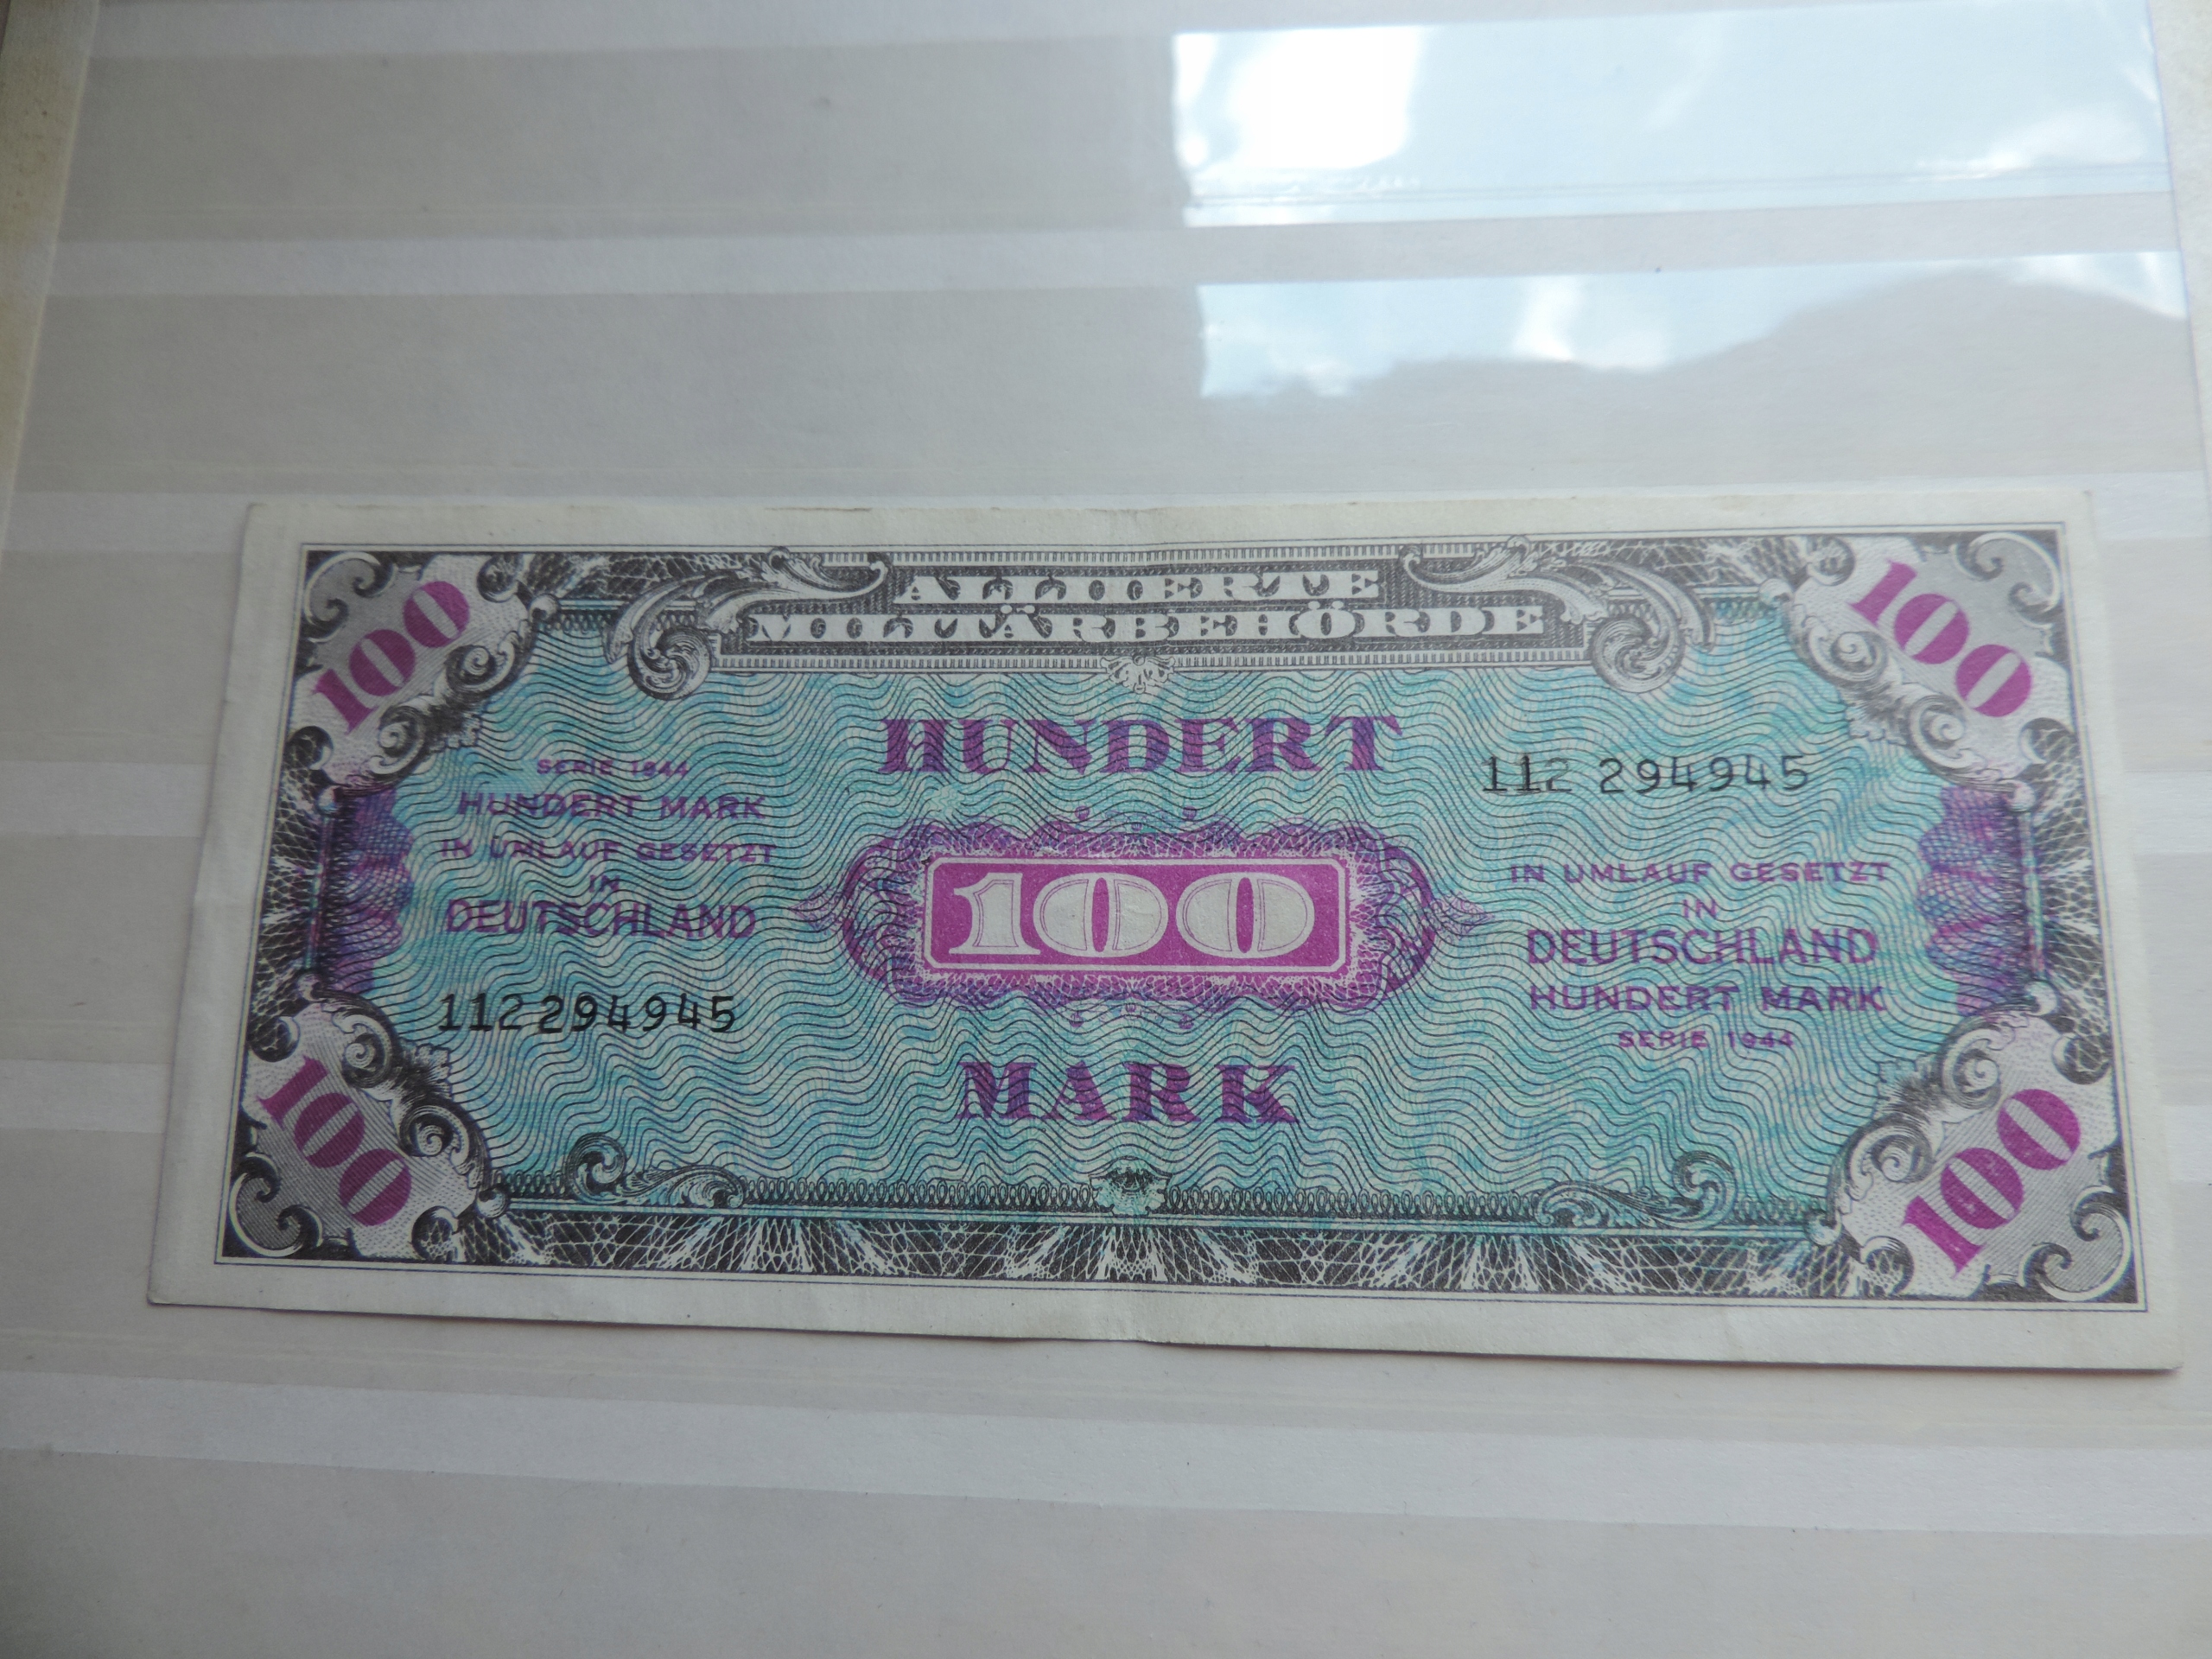 100
ALLIIERTE
MILITÄRBEHÖRDE
100
HUNDERT
SERIE 1944
HUNDERT MARK
IN UMLAUF GESETZT
IN
DEUTSCHLAND
112294945
100
112 294945
IN UMLAUF GESETZT
IN
DEUTSCHLAND
HUNDERT MARK
SERIE 1944
MARK
100
100